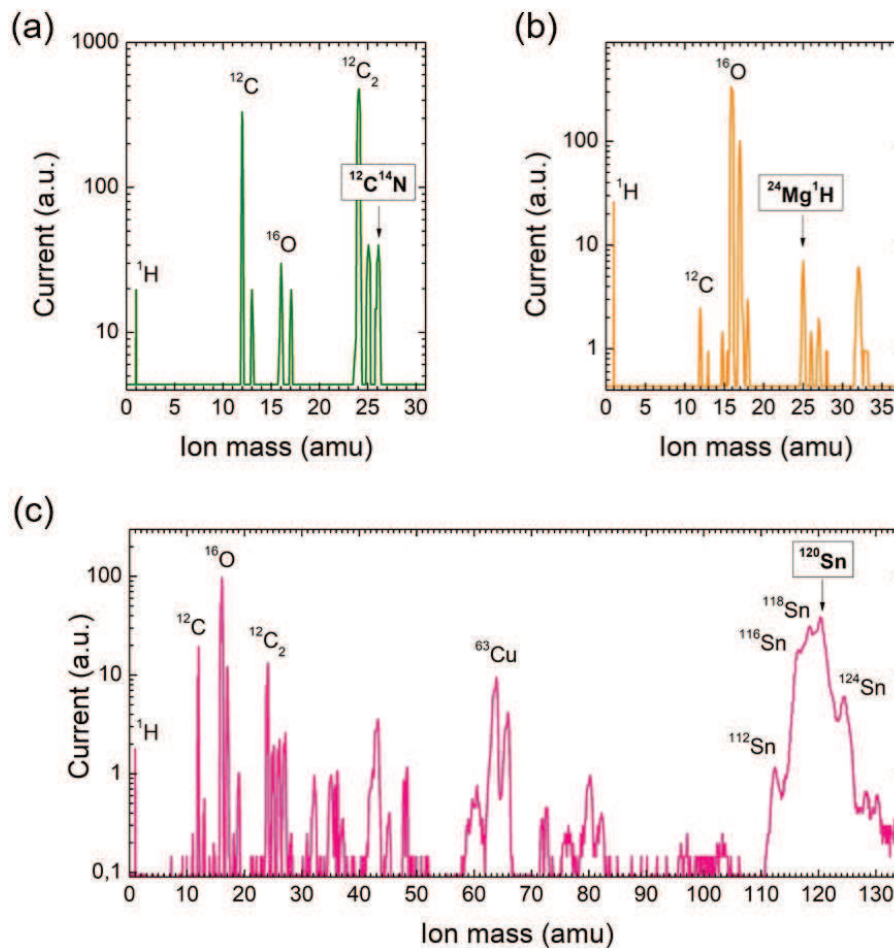 (a)
1000
100
10
Current (a.u.)
¹H
¹²C
¹⁶O
¹²C₂
¹²C¹⁴N
0 5 10 15 20 25 30
Ion mass (amu)
(b)
100
10
1
Current (a.u.)
¹H
¹²C
¹⁶O
²⁴Mg¹H
0 5 10 15 20 25 30 35
Ion mass (amu)
(c)
100
10
1
0,1
Current (a.u.)
¹H
¹²C
¹⁶O
¹²C₂
⁶³Cu
¹¹²Sn
¹¹⁶Sn
¹¹⁸Sn
¹²⁰Sn
¹²⁴Sn
0 10 20 30 40 50 60 70 80 90 100 110 120 130
Ion mass (amu)